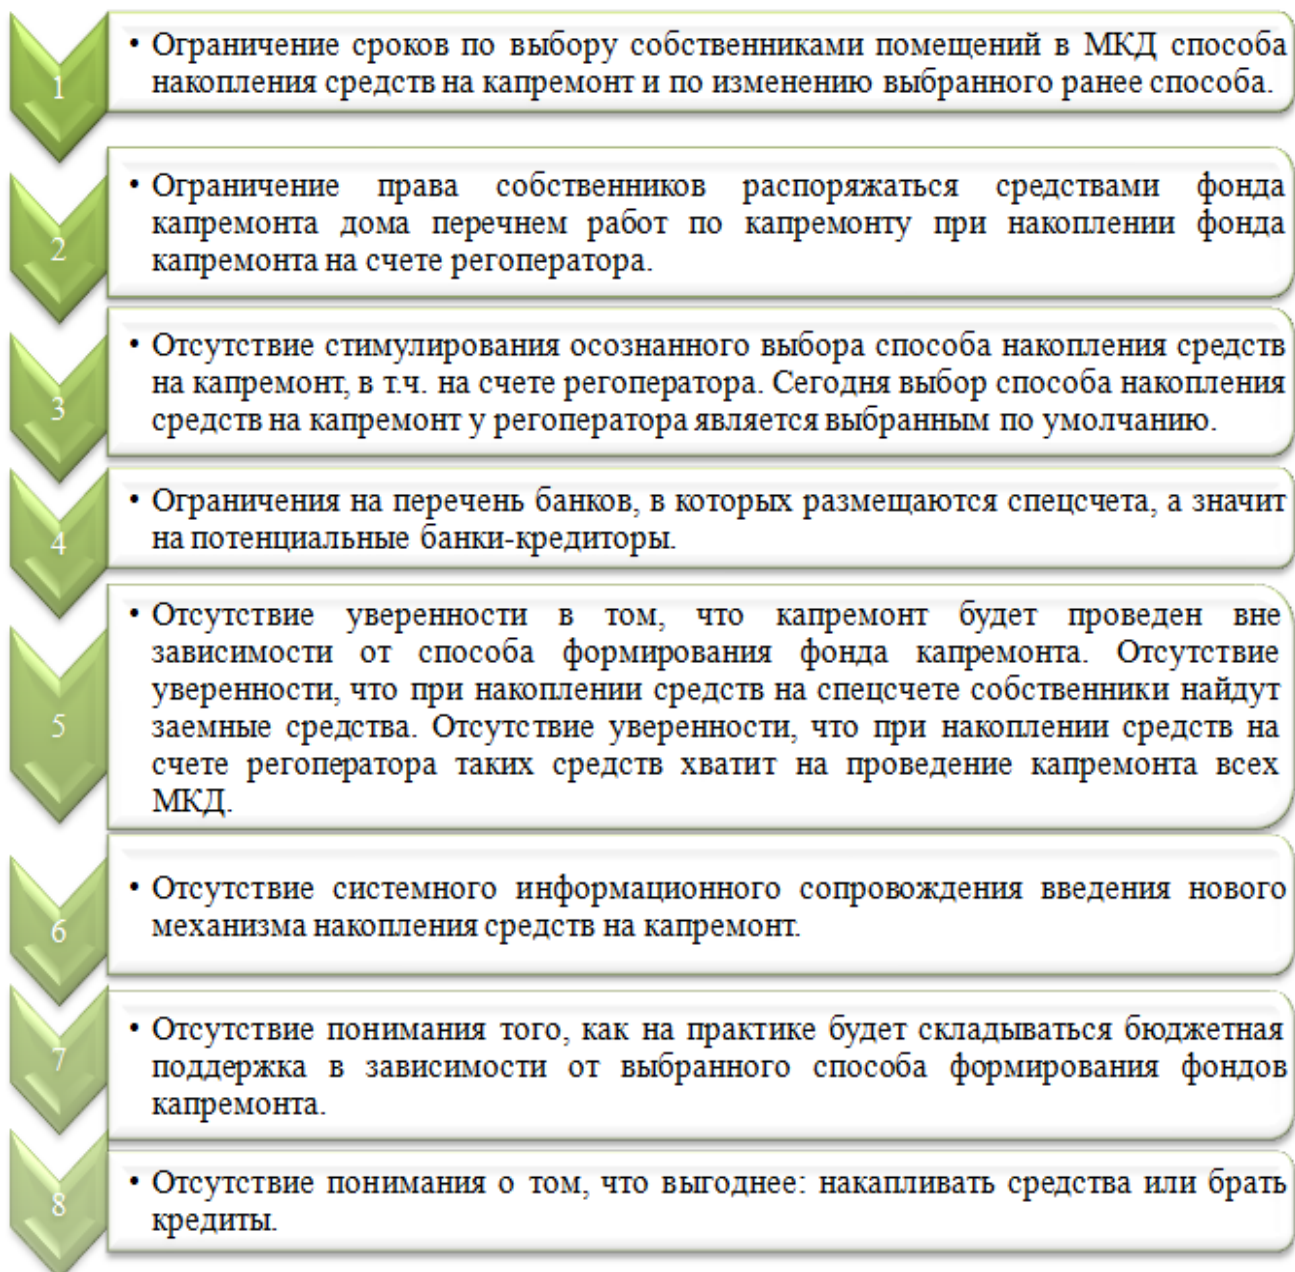 1
• Ограничение сроков по выбору собственниками помещений в МКД способа
накопления средств на капремонт и по изменению выбранного ранее способа.
2
• Ограничение права собственников распоряжаться средствами фонда
капремонта дома перечнем работ по капремонту при накоплении фонда
капремонта на счете регоператора.
3
• Отсутствие стимулирования осознанного выбора способа накопления средств
на капремонт, в т.ч. на счете регоператора. Сегодня выбор способа накопления
средств на капремонт у регоператора является выбранным по умолчанию.
4
• Ограничения на перечень банков, в которых размещаются спецсчета, а значит
на потенциальные банки-кредиторы.
5
• Отсутствие уверенности в том, что капремонт будет проведен вне
зависимости от способа формирования фонда капремонта. Отсутствие
уверенности, что при накоплении средств на спецсчете собственники найдут
заемные средства. Отсутствие уверенности, что при накоплении средств на
счете регоператора таких средств хватит на проведение капремонта всех
МКД.
6
• Отсутствие системного информационного сопровождения введения нового
механизма накопления средств на капремонт.
7
• Отсутствие понимания того, как на практике будет складываться бюджетная
поддержка в зависимости от выбранного способа формирования фондов
капремонта.
8
• Отсутствие понимания о том, что выгоднее: накапливать средства или брать
кредиты.